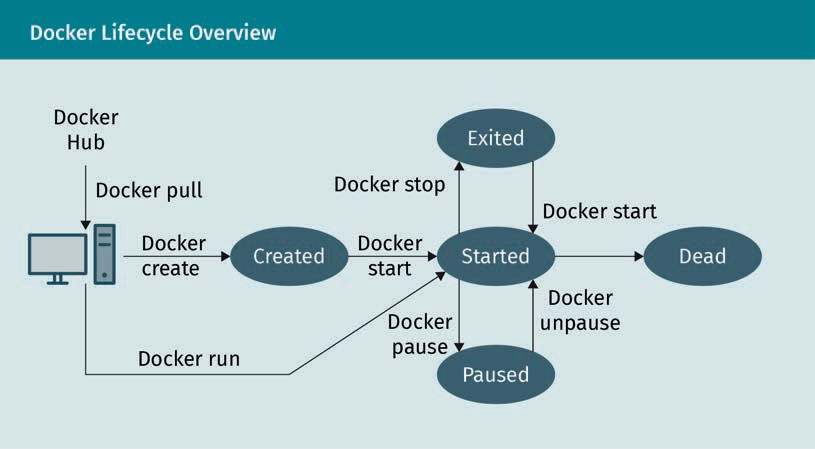 Docker Lifecycle Overview
Docker
Hub
Docker pull
Docker
create
Created
Docker
start
Docker stop
Exited
Docker start
Started
Dead
Docker
pause
Docker
unpause
Docker run
Paused